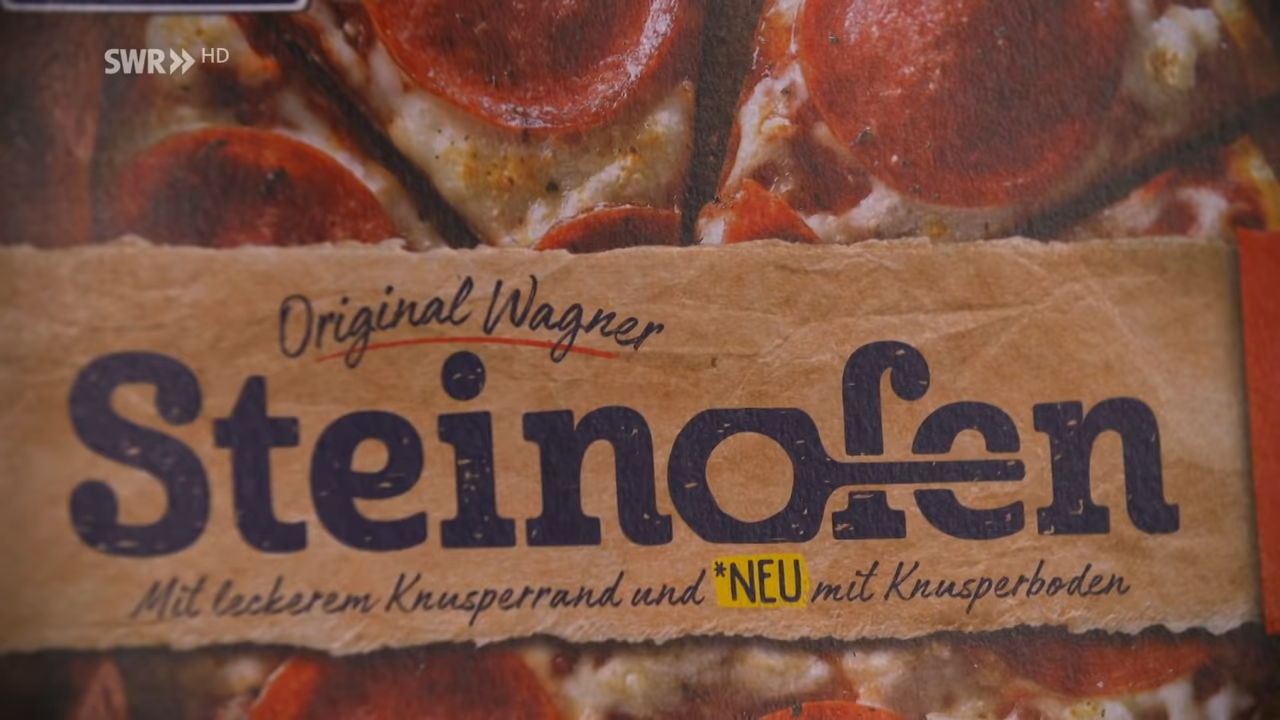 SWR HD
Original Wagner
Steinofen
Mit leckerem Knusperrand und *NEU mit Knusperboden